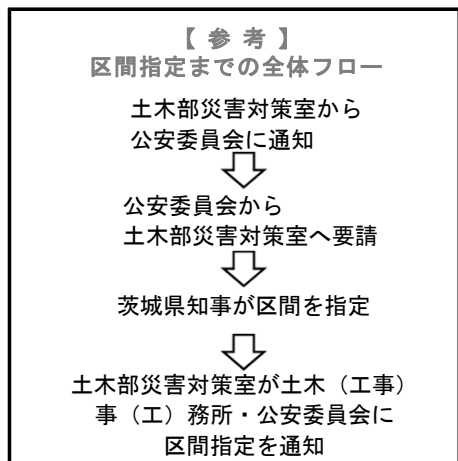 【 参 考 】
区間指定までの全体フロー
土木部災害対策室から
公安委員会に通知
公安委員会から
土木部災害対策室へ要請
茨城県知事が区間を指定
土木部災害対策室が土木（工事）
事（工）務所・公安委員会に
区間指定を通知